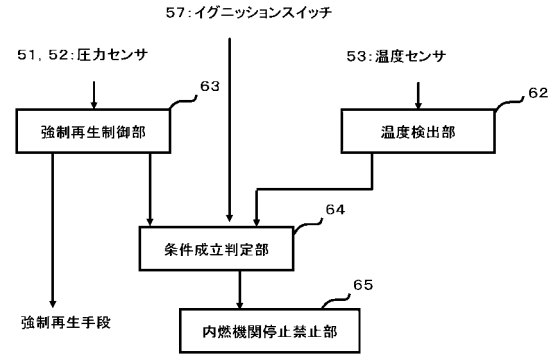 57:イグニッションスイッチ
51, 52:圧力センサ
53:温度センサ
63
強制再生制御部
62
温度検出部
64
条件成立判定部
65
強制再生手段
内燃機関停止禁止部